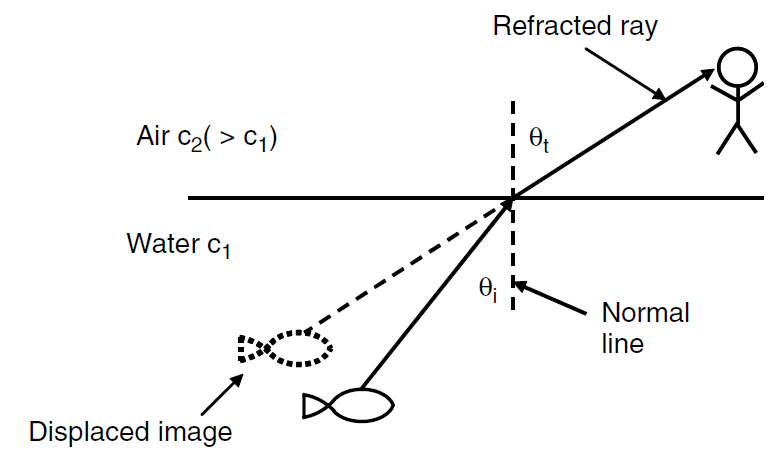 Refracted ray
Air c₂( > c₁)
θₜ
Water c₁
θᵢ
Normal
line
Displaced image